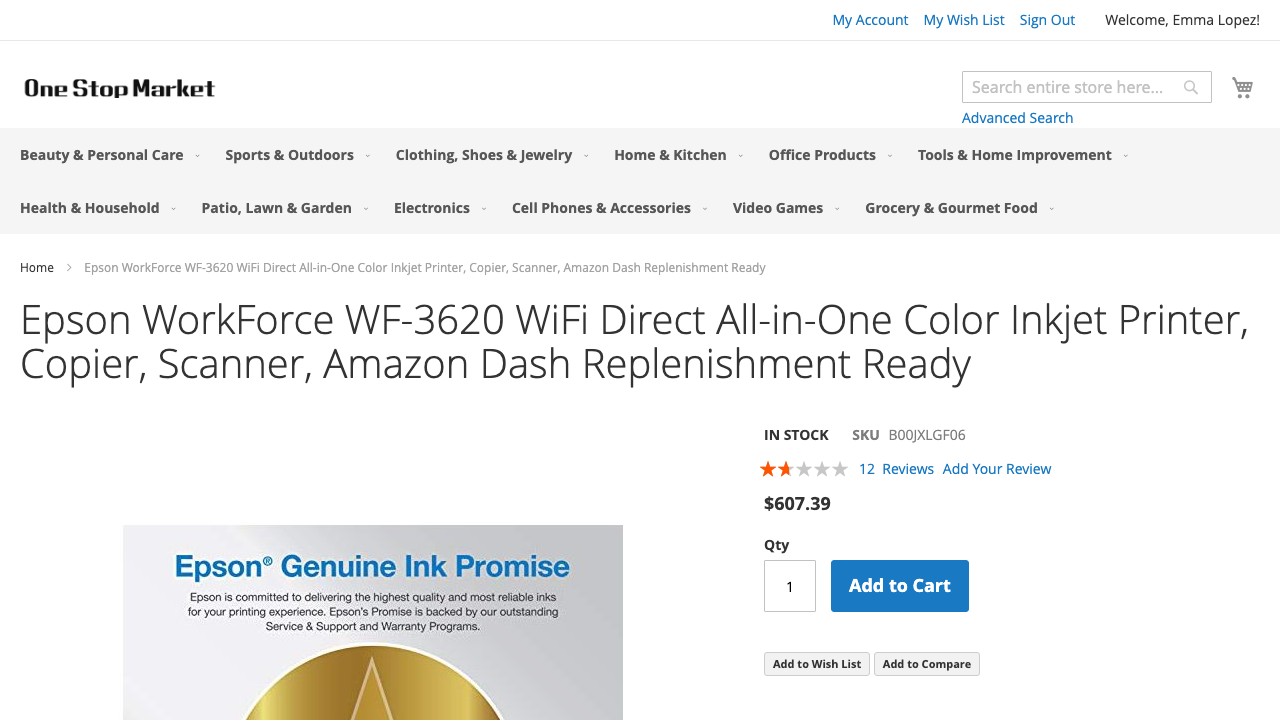 My Account My Wish List Sign Out Welcome, Emma Lopez!
One Stop Market
Search entire store here...
Advanced Search
Beauty & Personal Care Sports & Outdoors Clothing, Shoes & Jewelry Home & Kitchen Office Products Tools & Home Improvement
Health & Household Patio, Lawn & Garden Electronics Cell Phones & Accessories Video Games Grocery & Gourmet Food
Home Epson WorkForce WF-3620 WiFi Direct All-in-One Color Inkjet Printer, Copier, Scanner, Amazon Dash Replenishment Ready
Epson WorkForce WF-3620 WiFi Direct All-in-One Color Inkjet Printer,
Copier, Scanner, Amazon Dash Replenishment Ready
IN STOCK SKU B00JXLGF06
12 Reviews Add Your Review
$607.39
Qty
1 Add to Cart
Add to Wish List Add to Compare
Epson® Genuine Ink Promise
Epson is committed to delivering the highest quality and most reliable inks
for your printing experience. Epson's Promise is backed by our outstanding
Service & Support and Warranty Programs.